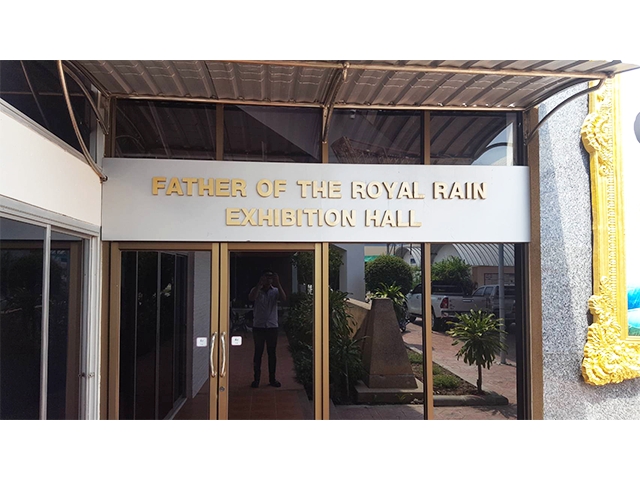 FATHER OF THE ROYAL RAIN
EXHIBITION HALL